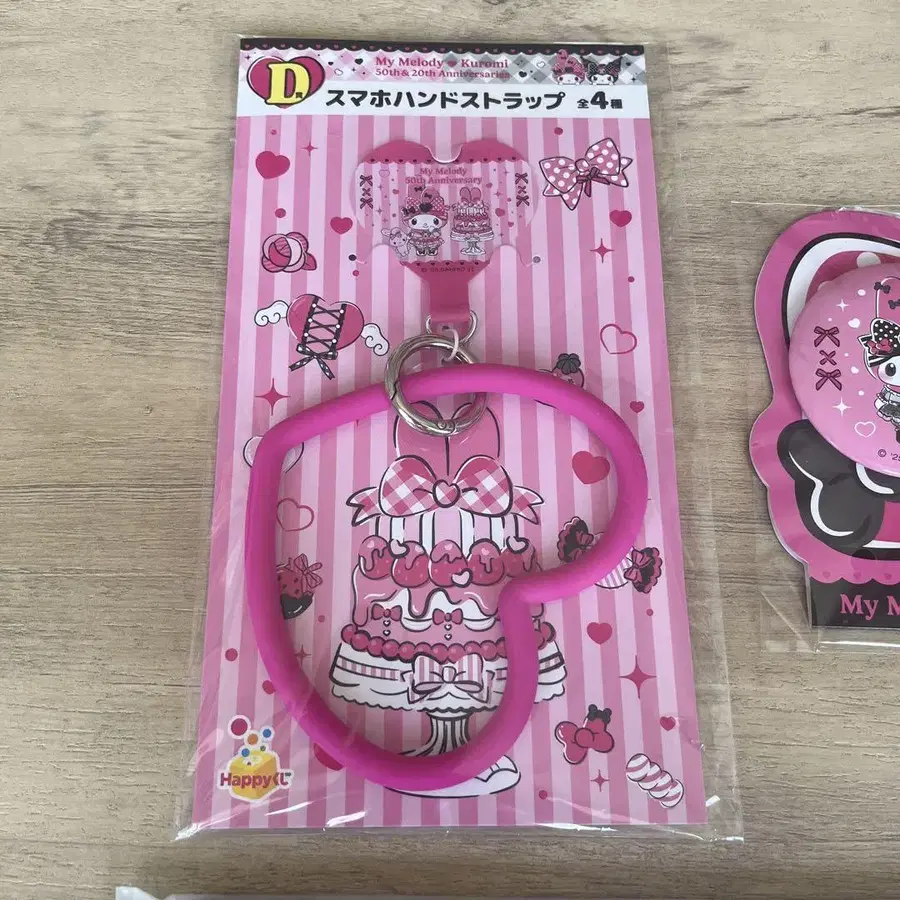 My Melody ♥ Kuromi
50th & 20th Anniversaries
D賞
スマホハンドストラップ 全4種
My Melody
50th Anniversary
Happyくじ
My M